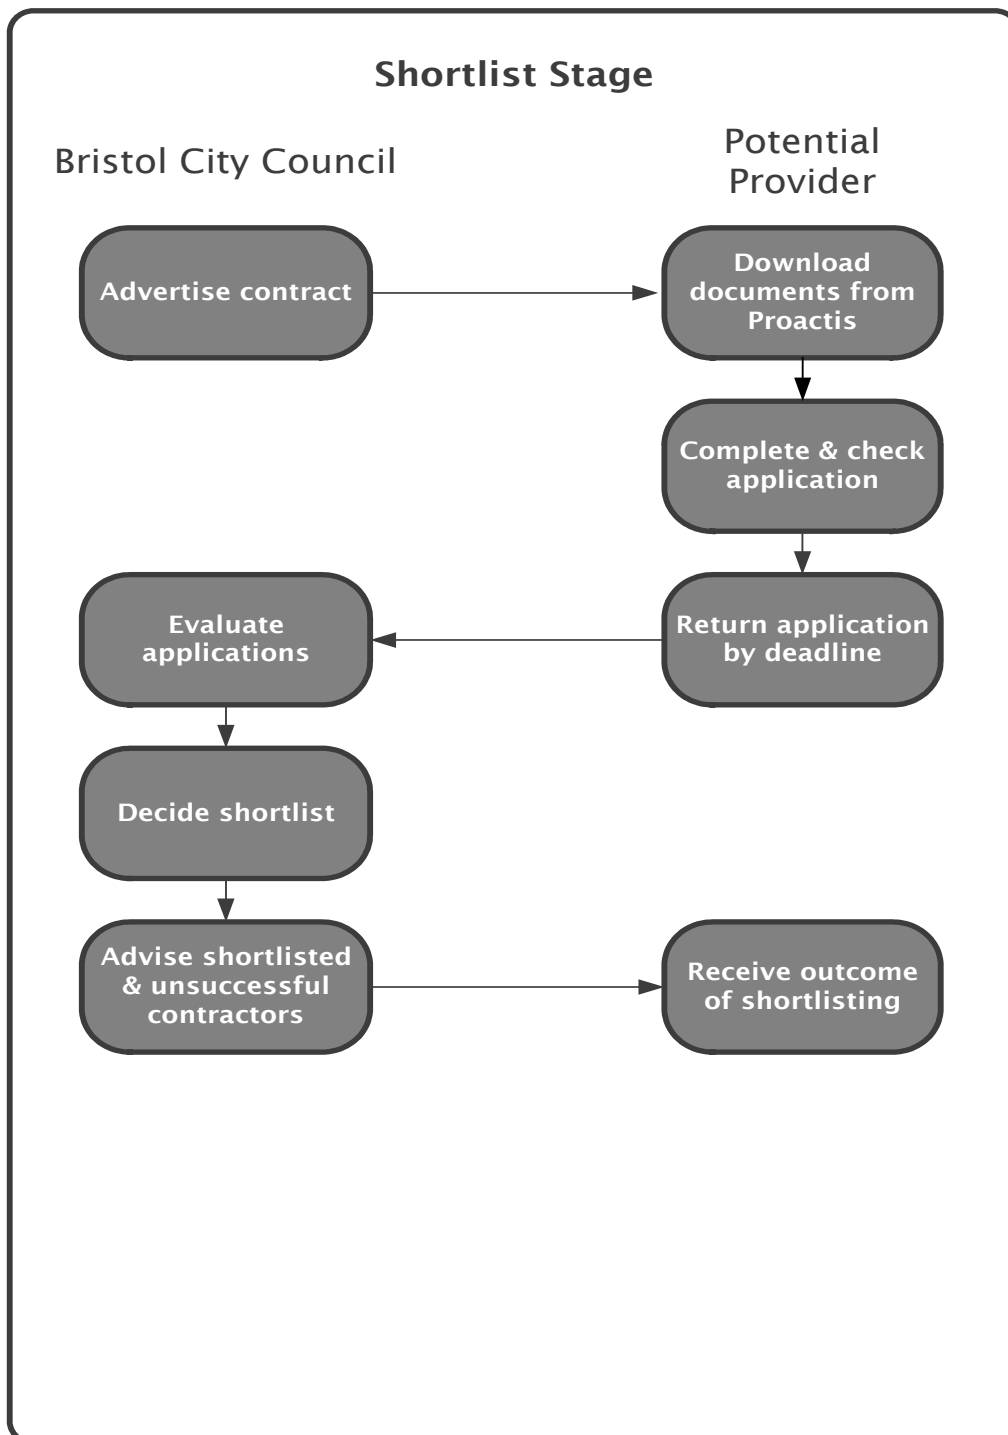 Shortlist Stage
Bristol City Council
Potential
Provider
Advertise contract
Download
documents from
Proactis
Complete & check
application
Evaluate
applications
Return application
by deadline
Decide shortlist
Advise shortlisted
& unsuccessful
contractors
Receive outcome
of shortlisting